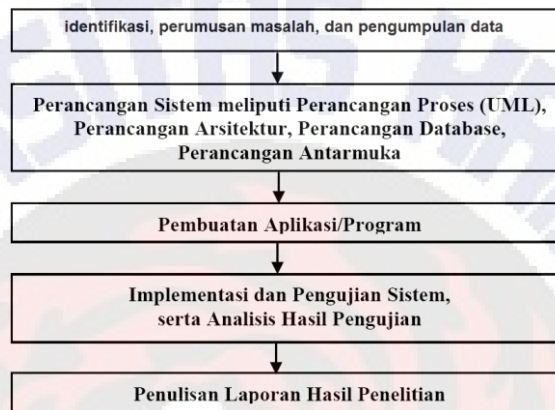 identifikasi, perumusan masalah, dan pengumpulan data
Perancangan Sistem meliputi Perancangan Proses (UML),
Perancangan Arsitektur, Perancangan Database,
Perancangan Antarmuka
Pembuatan Aplikasi/Program
Implementasi dan Pengujian Sistem,
serta Analisis Hasil Pengujian
Penulisan Laporan Hasil Penelitian